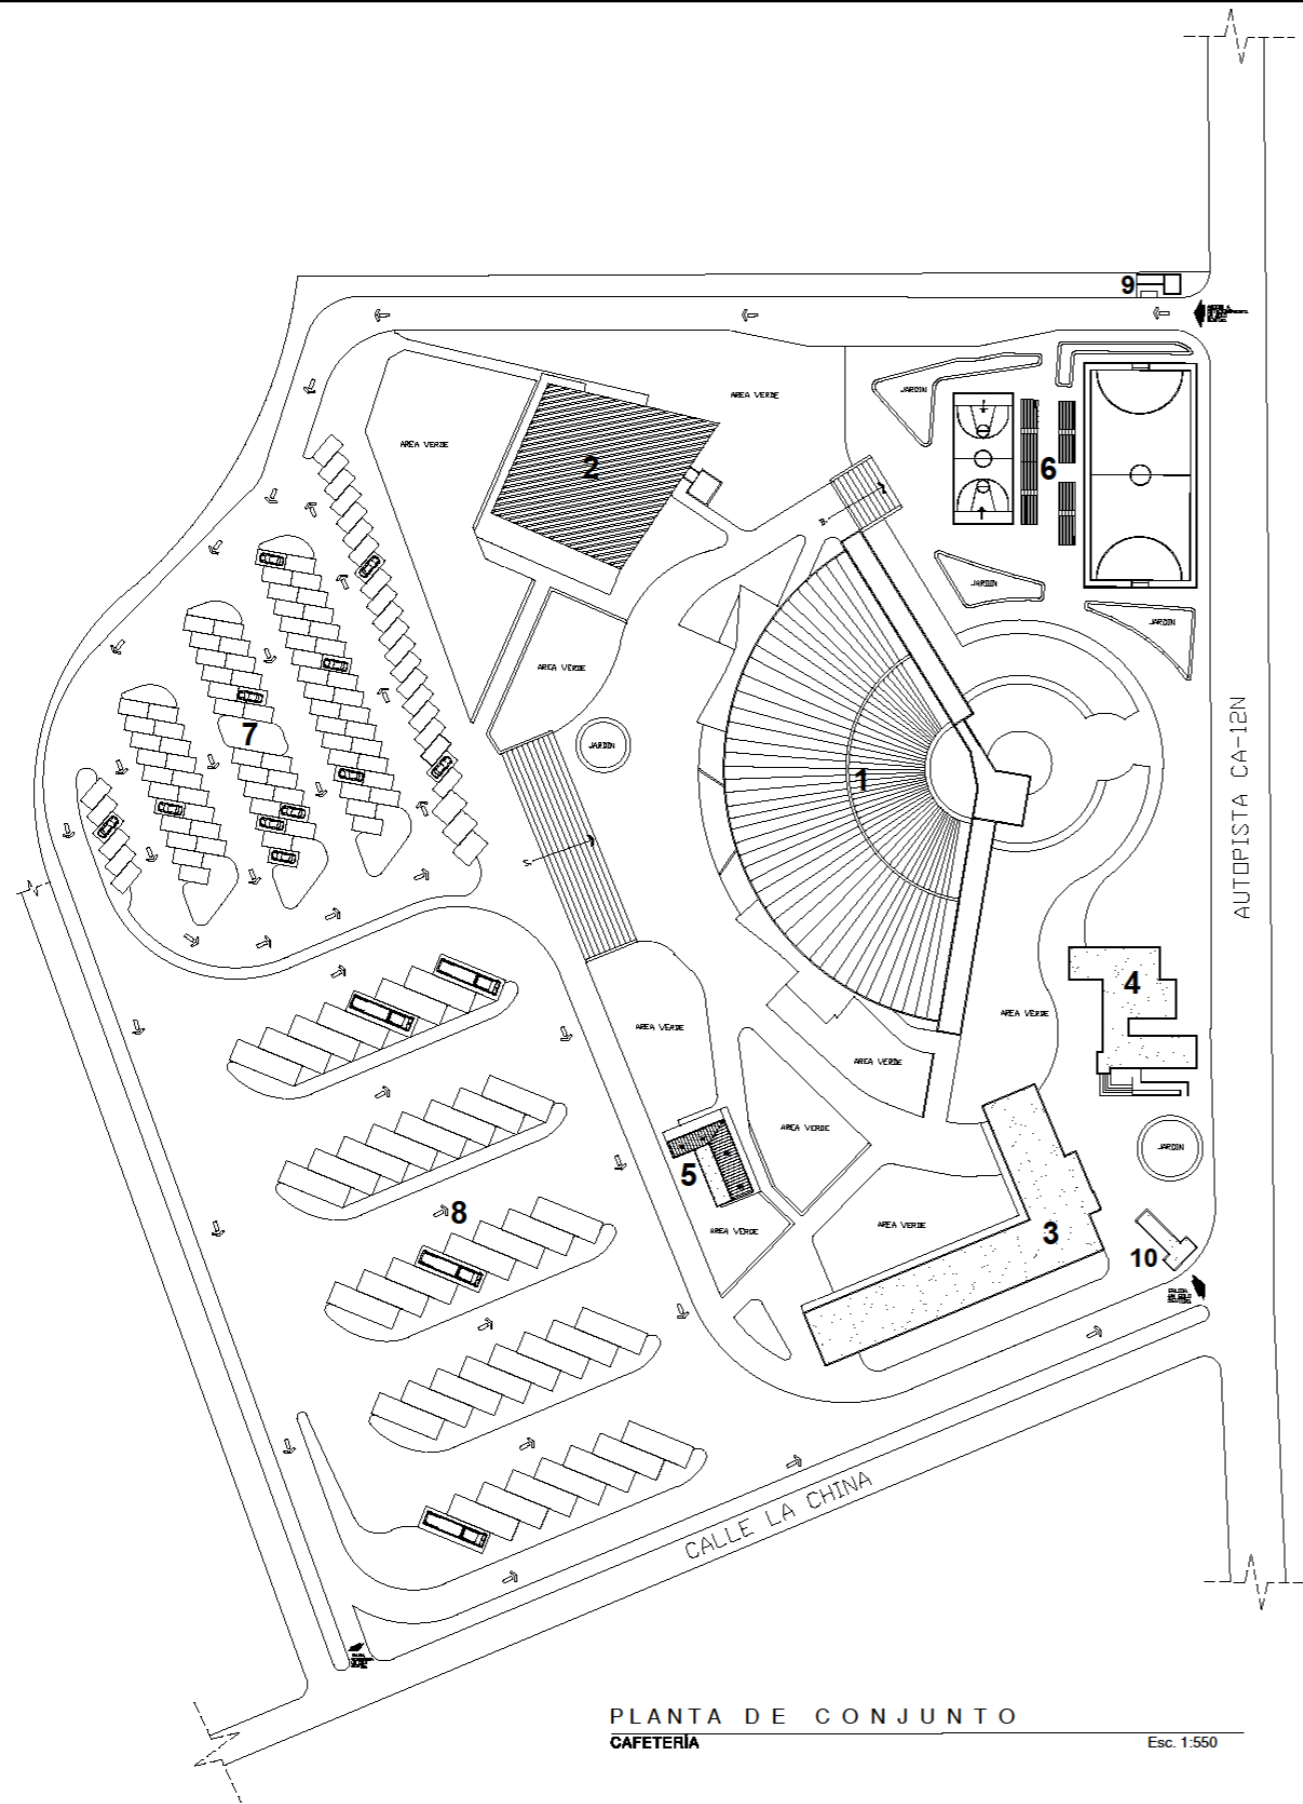 9
AREA VERDE
JARDIN
AREA VERDE
2
6
R.
JARDIN
JARDIN
AREA VERDE
AUTOPISTA CA-12N
7
JARDIN
1
S.
4
AREA VERDE
AREA VERDE
AREA VERDE
AREA VERDE
JARDIN
5
8
AREA VERDE
AREA VERDE
3
10
CALLE LA CHINA
PLANTA DE CONJUNTO
CAFETERÍA
Esc. 1:550